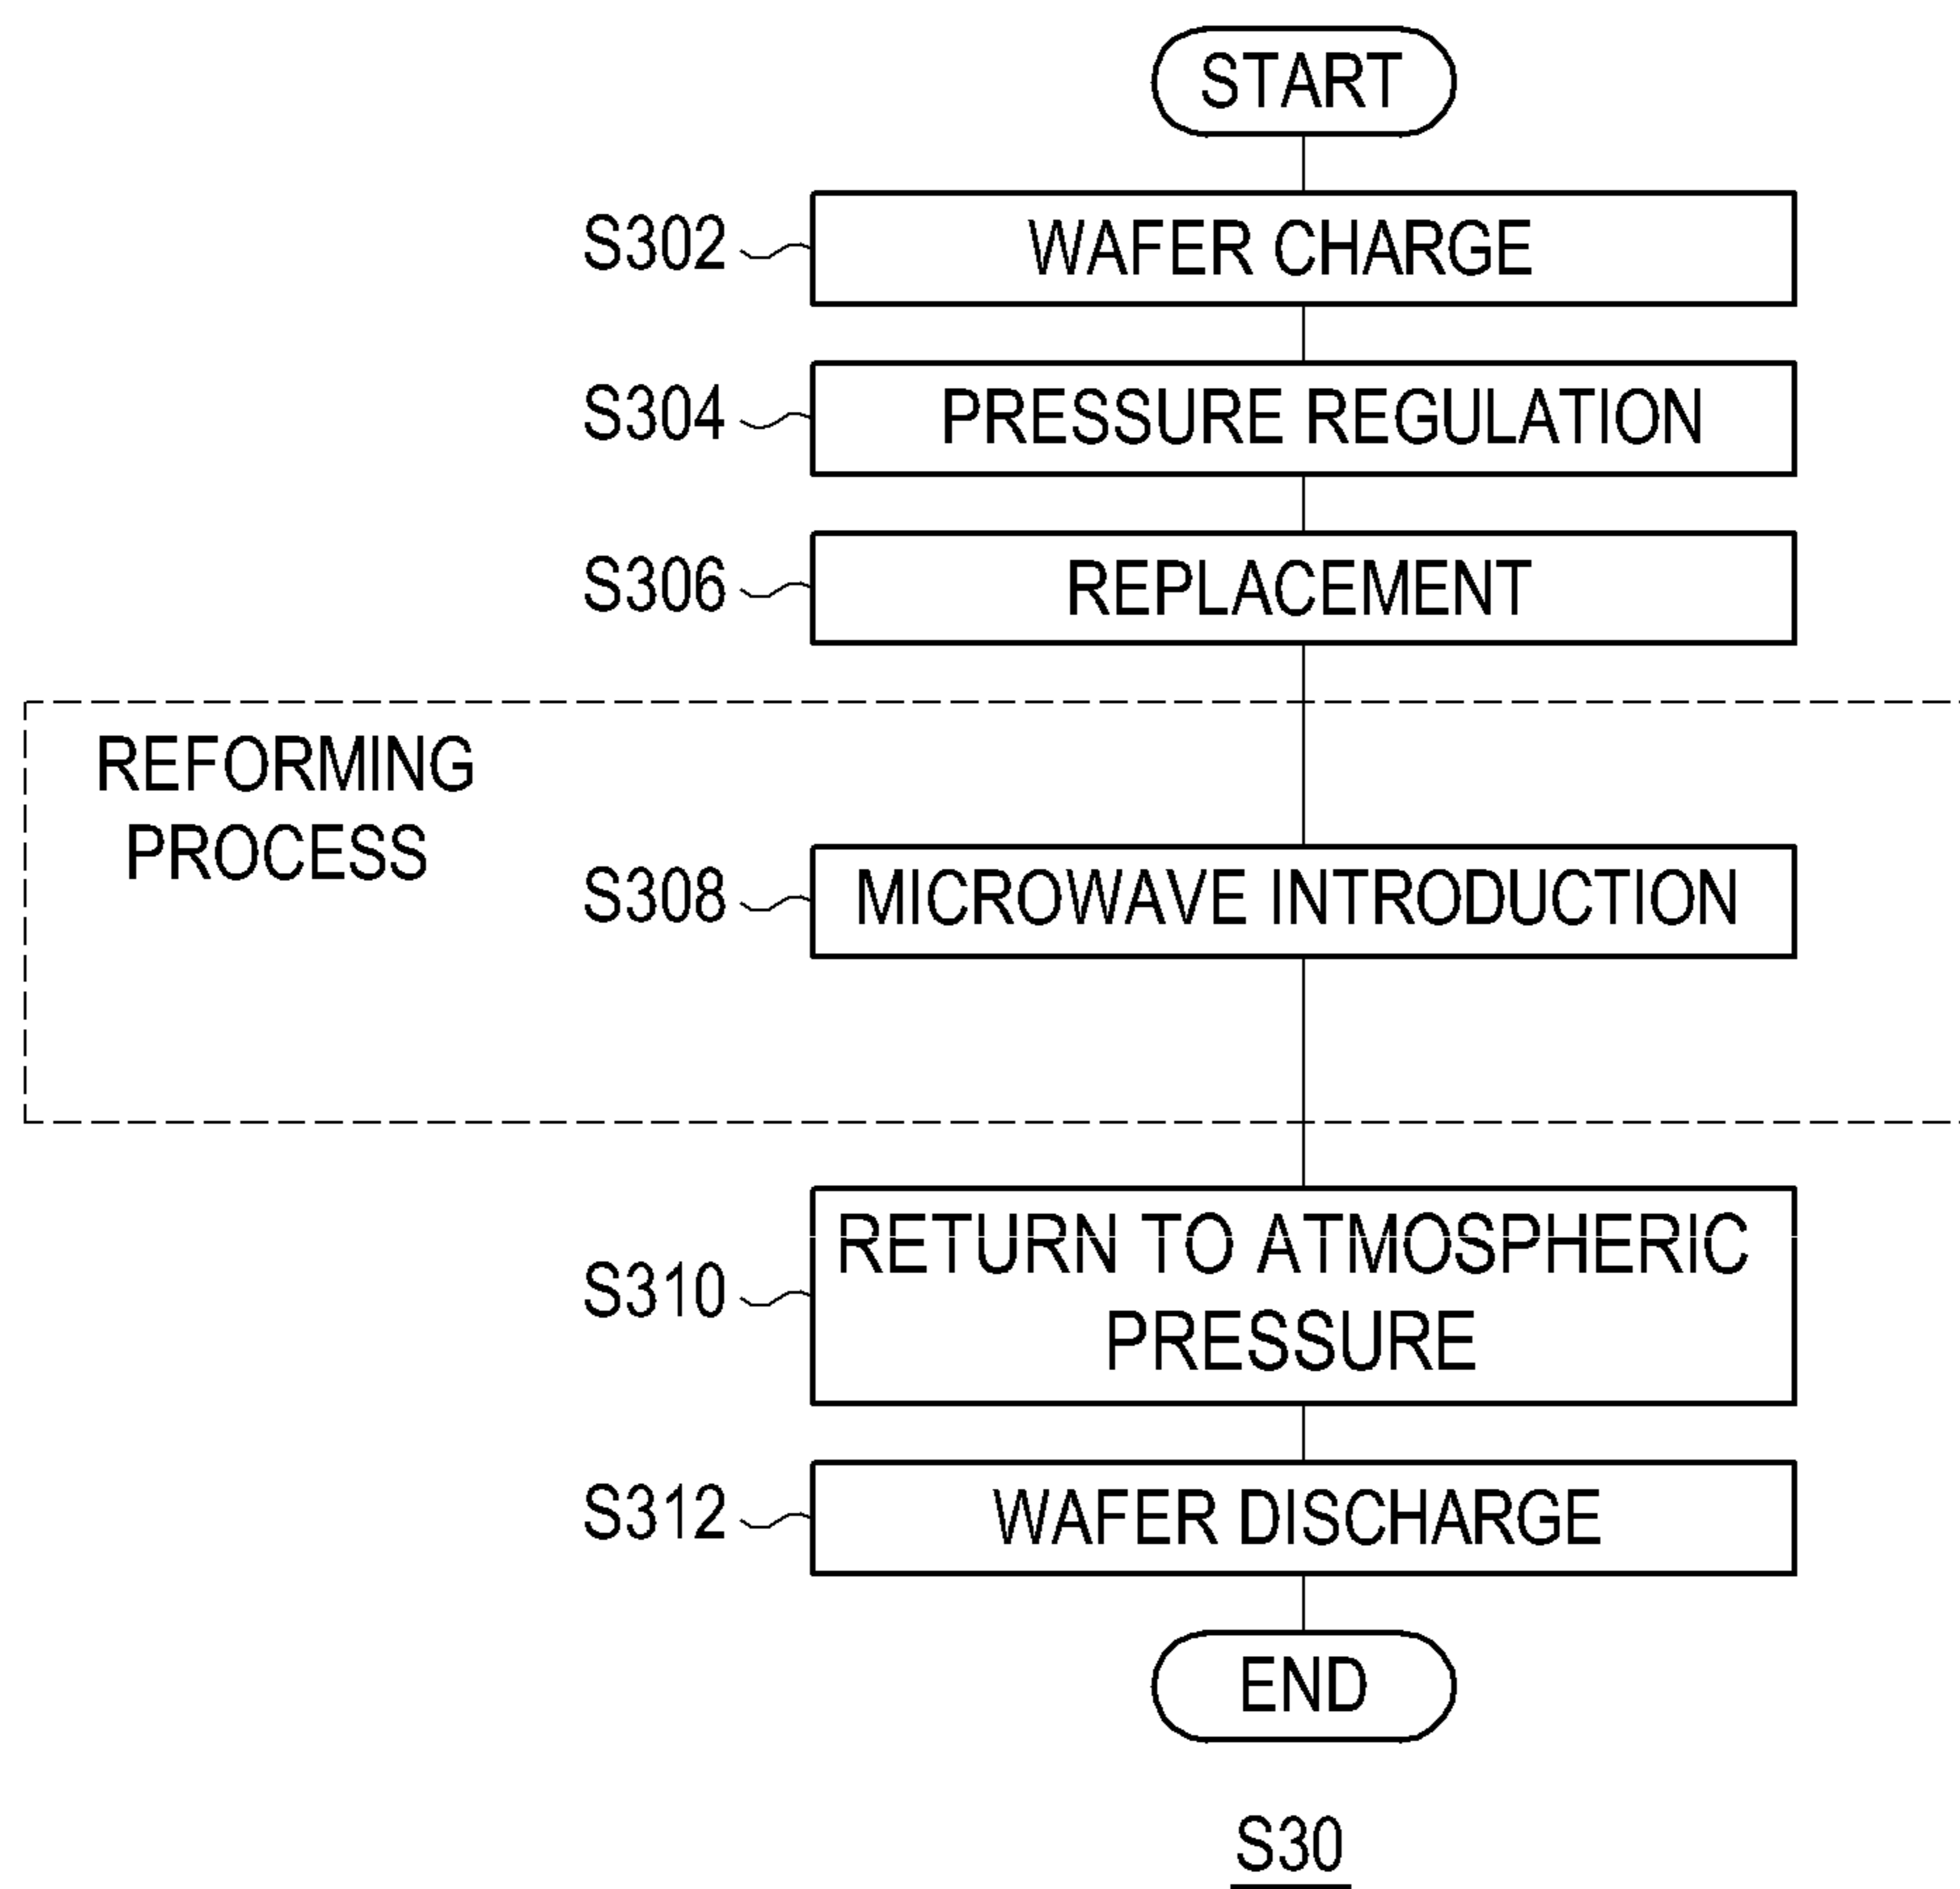 START
S302 WAFER CHARGE
S304 PRESSURE REGULATION
S306 REPLACEMENT
REFORMING
PROCESS
S308 MICROWAVE INTRODUCTION
S310 RETURN TO ATMOSPHERIC
PRESSURE
S312 WAFER DISCHARGE
END
S30